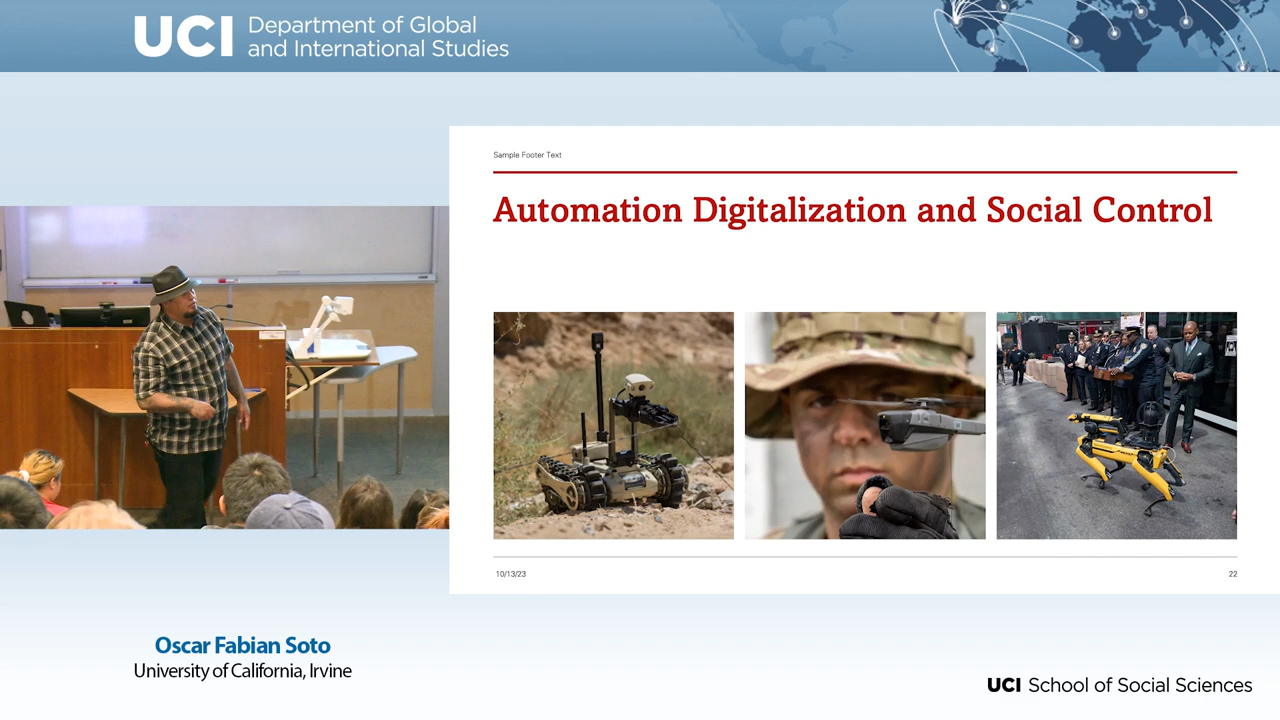 UCI Department of Global
and International Studies
Sample Footer Text
Automation Digitalization and Social Control
10/13/23
22
Oscar Fabian Soto
University of California, Irvine
UCI School of Social Sciences